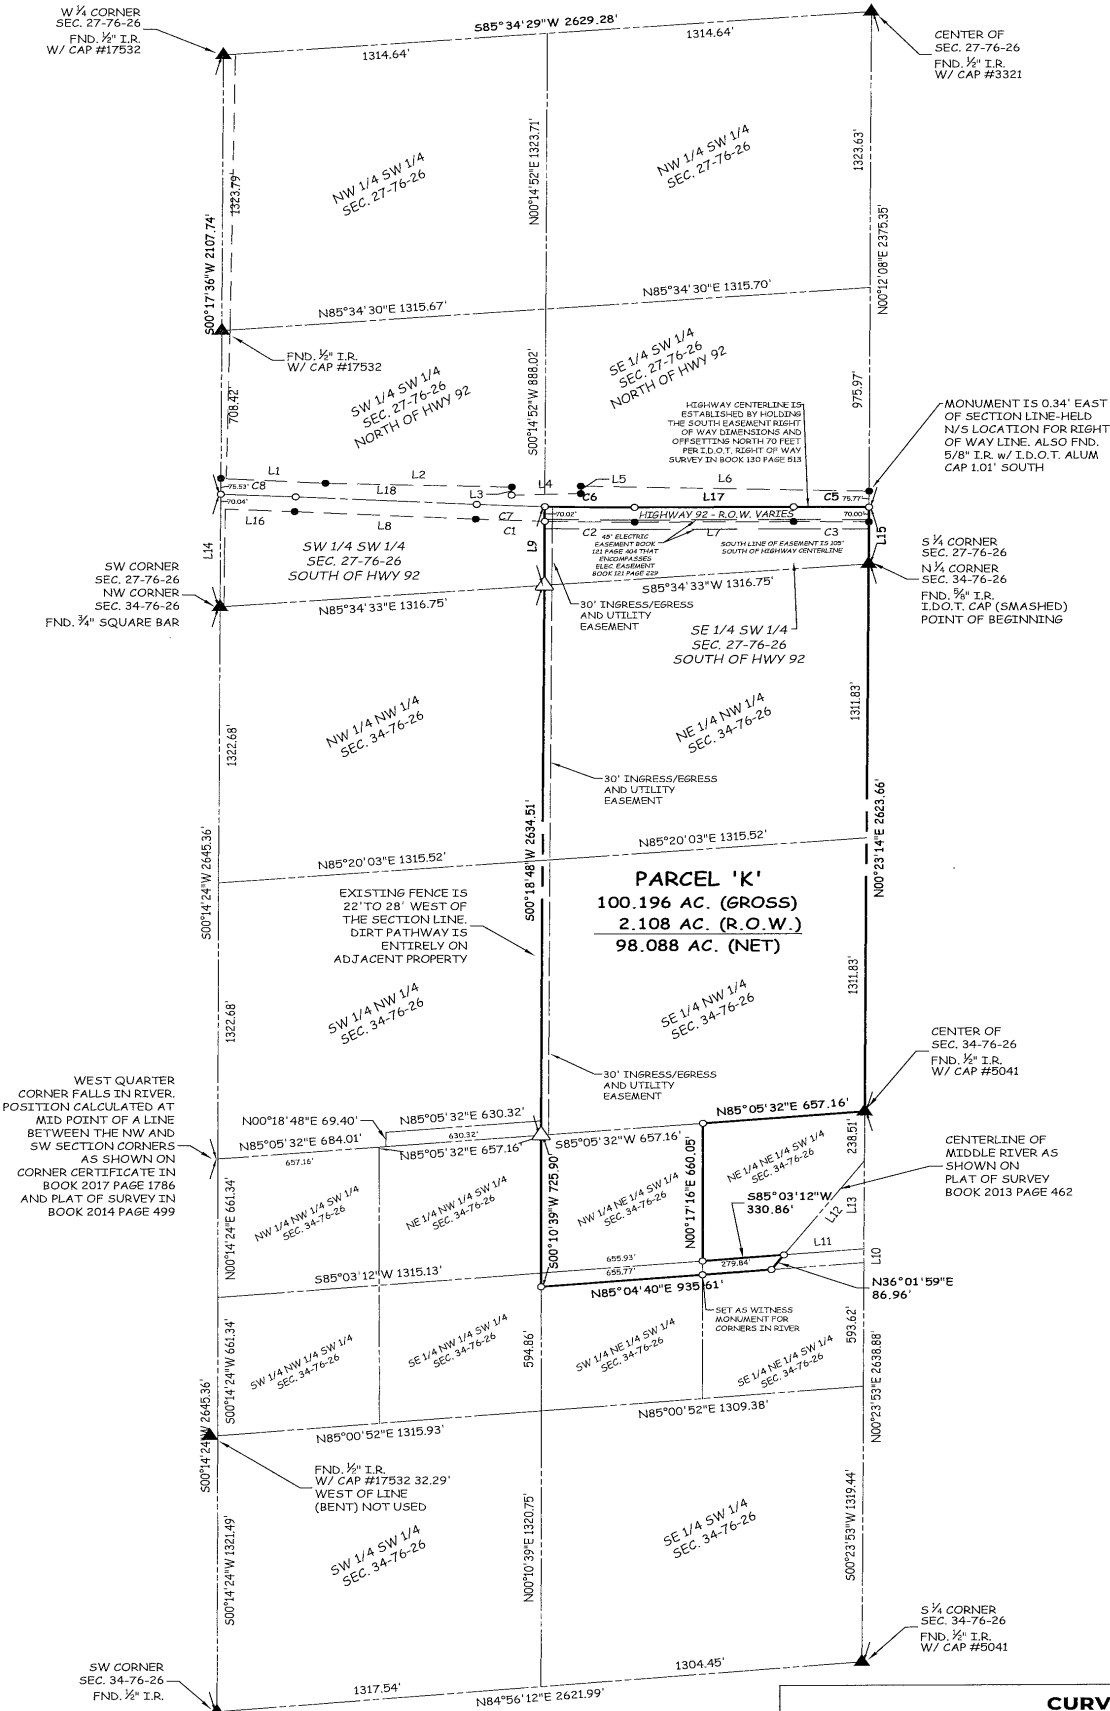 W ¼ CORNER
SEC. 27-76-26
FND. ½" I.R.
W/ CAP #17532
S85°34'29"W 2629.28'
1314.64'
1314.64'
CENTER OF
SEC. 27-76-26
FND. ½" I.R.
W/ CAP #3321
NW 1/4 SW 1/4
SEC. 27-76-26
NW 1/4 SW 1/4
SEC. 27-76-26
1323.79'
S00°17'36"W 2107.74'
N00°14'52"E 1323.71'
1323.63'
N00°12'08"E 2375.35'
N85°34'30"E 1315.67'
N85°34'30"E 1315.70'
FND. ½" I.R.
W/ CAP #17532
708.42'
SW 1/4 SW 1/4
SEC. 27-76-26
NORTH OF HWY 92
S00°14'52"W 888.02'
SE 1/4 SW 1/4
SEC. 27-76-26
NORTH OF HWY 92
975.97'
HIGHWAY CENTERLINE IS
ESTABLISHED BY HOLDING
THE SOUTH EASEMENT RIGHT
OF WAY DIMENSIONS AND
OFFSETTING NORTH 70 FEET
PER I.D.O.T. RIGHT OF WAY
SURVEY IN BOOK 130 PAGE 513
MONUMENT IS 0.34' EAST
OF SECTION LINE-HELD
N/S LOCATION FOR RIGHT
OF WAY LINE. ALSO FND.
5/8" I.R. w/ I.D.O.T. ALUM
CAP 1.01' SOUTH
L1
L2
L4
L5
L6
75.53'
C8
L18
L3
C6
L17
C5
75.77'
70.04'
70.02'
HIGHWAY 92 - R.O.W. VARIES
70.00'
L16
L8
C7
C1
C2
L7
C3
L14
L9
L15
45' ELECTRIC
EASEMENT BOOK
121 PAGE 404 THAT
ENCOMPASSES
ELEC. EASEMENT
BOOK 121 PAGE 229
SOUTH LINE OF EASEMENT IS 105'
SOUTH OF HIGHWAY CENTERLINE
SW 1/4 SW 1/4
SEC. 27-76-26
SOUTH OF HWY 92
S ¼ CORNER
SEC. 27-76-26
N ¼ CORNER
SEC. 34-76-26
FND. ⅝" I.R.
I.D.O.T. CAP (SMASHED)
POINT OF BEGINNING
SW CORNER
SEC. 27-76-26
NW CORNER
SEC. 34-76-26
FND. ¾" SQUARE BAR
N85°34'33"E 1316.75'
S85°34'33"W 1316.75'
30' INGRESS/EGRESS
AND UTILITY
EASEMENT
SE 1/4 SW 1/4
SEC. 27-76-26
SOUTH OF HWY 92
NW 1/4 NW 1/4
SEC. 34-76-26
NE 1/4 NW 1/4
SEC. 34-76-26
1322.68'
1311.83'
30' INGRESS/EGRESS
AND UTILITY
EASEMENT
S00°14'24"W 2645.36'
S00°18'48"W 2634.51'
N00°23'14"E 2623.66'
N85°20'03"E 1315.52'
N85°20'03"E 1315.52'
PARCEL 'K'
100.196 AC. (GROSS)
2.108 AC. (R.O.W.)
98.088 AC. (NET)
EXISTING FENCE IS
22' TO 28' WEST OF
THE SECTION LINE.
DIRT PATHWAY IS
ENTIRELY ON
ADJACENT PROPERTY
SW 1/4 NW 1/4
SEC. 34-76-26
SE 1/4 NW 1/4
SEC. 34-76-26
1322.68'
1311.83'
CENTER OF
SEC. 34-76-26
FND. ½" I.R.
W/ CAP #5041
30' INGRESS/EGRESS
AND UTILITY
EASEMENT
WEST QUARTER
CORNER FALLS IN RIVER.
POSITION CALCULATED AT
MID POINT OF A LINE
BETWEEN THE NW AND
SW SECTION CORNERS
AS SHOWN ON
CORNER CERTIFICATE IN
BOOK 2017 PAGE 1786
AND PLAT OF SURVEY IN
BOOK 2014 PAGE 499
N00°18'48"E 69.40'
N85°05'32"E 630.32'
N85°05'32"E 657.16'
N85°05'32"E 684.01'
630.32'
S85°05'32"W 657.16'
657.16'
N85°05'32"E 657.16'
238.51'
CENTERLINE OF
MIDDLE RIVER AS
SHOWN ON
PLAT OF SURVEY
BOOK 2013 PAGE 462
N00°14'24"E 661.34'
NW 1/4 NW 1/4 SW 1/4
SEC. 34-76-26
NE 1/4 NW 1/4 SW 1/4
SEC. 34-76-26
S00°10'39"W 725.90'
NW 1/4 NE 1/4 SW 1/4
SEC. 34-76-26
N00°17'16"E 660.05'
NE 1/4 NE 1/4 SW 1/4
SEC. 34-76-26
S85°03'12"W
330.86'
L12
L13
L11
L10
S85°03'12"W 1315.13'
655.93'
655.77'
279.84'
N85°04'40"E 935.61'
N36°01'59"E
86.96'
SET AS WITNESS
MONUMENT FOR
CORNERS IN RIVER
S00°14'24"W 661.34'
SW 1/4 NW 1/4 SW 1/4
SEC. 34-76-26
SE 1/4 NW 1/4 SW 1/4
SEC. 34-76-26
594.86'
SW 1/4 NE 1/4 SW 1/4
SEC. 34-76-26
SE 1/4 NE 1/4 SW 1/4
SEC. 34-76-26
593.62'
N00°23'53"E 2638.88'
S00°14'24"W 2645.36'
N85°00'52"E 1315.93'
N85°00'52"E 1309.38'
FND. ½" I.R.
W/ CAP #17532 32.29'
WEST OF LINE
(BENT) NOT USED
S00°14'24"W 1321.49'
SW 1/4 SW 1/4
SEC. 34-76-26
N00°10'39"E 1320.75'
SE 1/4 SW 1/4
SEC. 34-76-26
S00°23'53"W 1319.44'
S ¼ CORNER
SEC. 34-76-26
FND. ½" I.R.
W/ CAP #5041
SW CORNER
SEC. 34-76-26
FND. ½" I.R.
1317.54'
N84°56'12"E 2621.99'
1304.45'
CURV